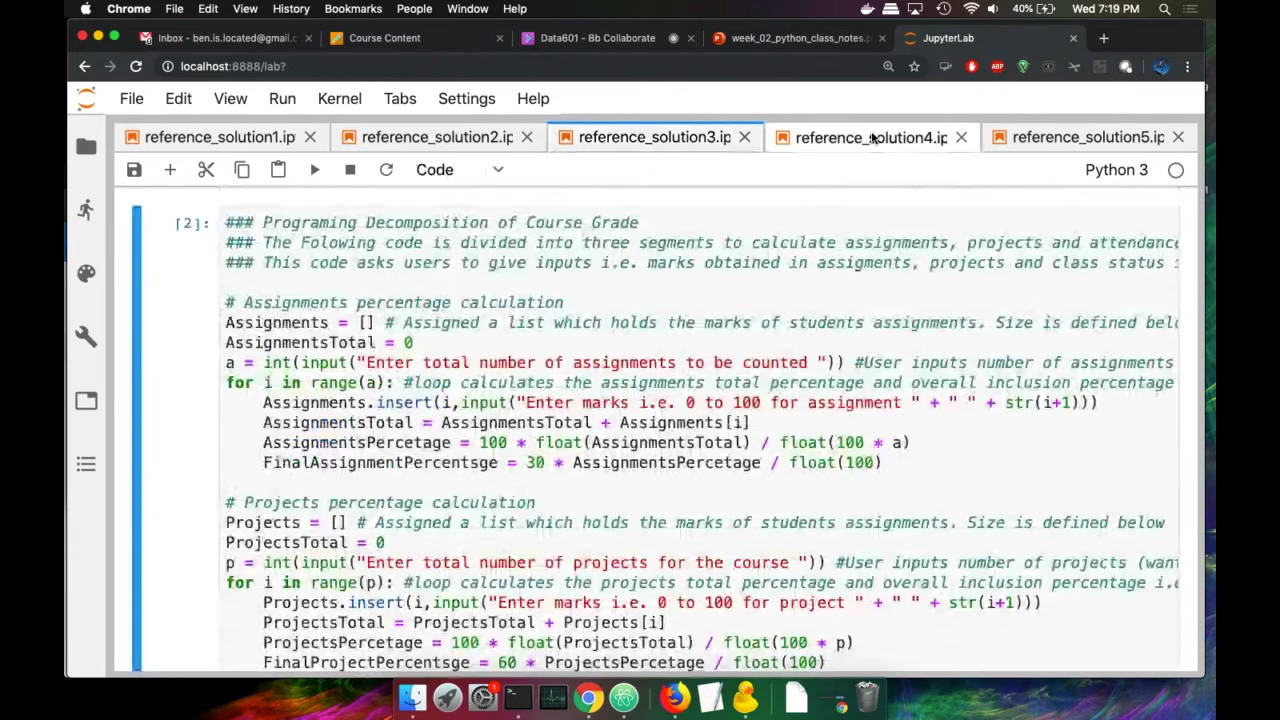 Chrome File Edit View History Bookmarks People Window Help 40% Wed 7:19 PM
Inbox - ben.is.located@gmail.c Course Content Data601 - Bb Collaborate week_02_python_class_notes.p JupyterLab
localhost:8888/lab? ABP
File Edit View Run Kernel Tabs Settings Help
reference_solution1.ip reference_solution2.ip reference_solution3.ip reference_solution4.ip reference_solution5.ip
Code Python 3
[2]: ### Programing Decomposition of Course Grade
### The Folowing code is divided into three segments to calculate assignments, projects and attendanc
### This code asks users to give inputs i.e. marks obtained in assigments, projects and class status i
# Assignments percentage calculation
Assignments = [] # Assigned a list which holds the marks of students assignments. Size is defined belo
AssignmentsTotal = 0
a = int(input("Enter total number of assignments to be counted ")) #User inputs number of assignments
for i in range(a): #loop calculates the assignments total percentage and overall inclusion percentage
Assignments.insert(i,input("Enter marks i.e. 0 to 100 for assignment " + " " + str(i+1)))
AssignmentsTotal = AssignmentsTotal + Assignments[i]
AssignmentsPercetage = 100 * float(AssignmentsTotal) / float(100 * a)
FinalAssignmentPercentsge = 30 * AssignmentsPercetage / float(100)
# Projects percentage calculation
Projects = [] # Assigned a list which holds the marks of students assignments. Size is defined below
ProjectsTotal = 0
p = int(input("Enter total number of projects for the course ")) #User inputs number of projects (want
for i in range(p): #loop calculates the projects total percentage and overall inclusion percentage i.e
Projects.insert(i,input("Enter marks i.e. 0 to 100 for project " + " " + str(i+1)))
ProjectsTotal = ProjectsTotal + Projects[i]
ProjectsPercetage = 100 * float(ProjectsTotal) / float(100 * p)
FinalProjectPercentsge = 60 * ProjectsPercetage / float(100)